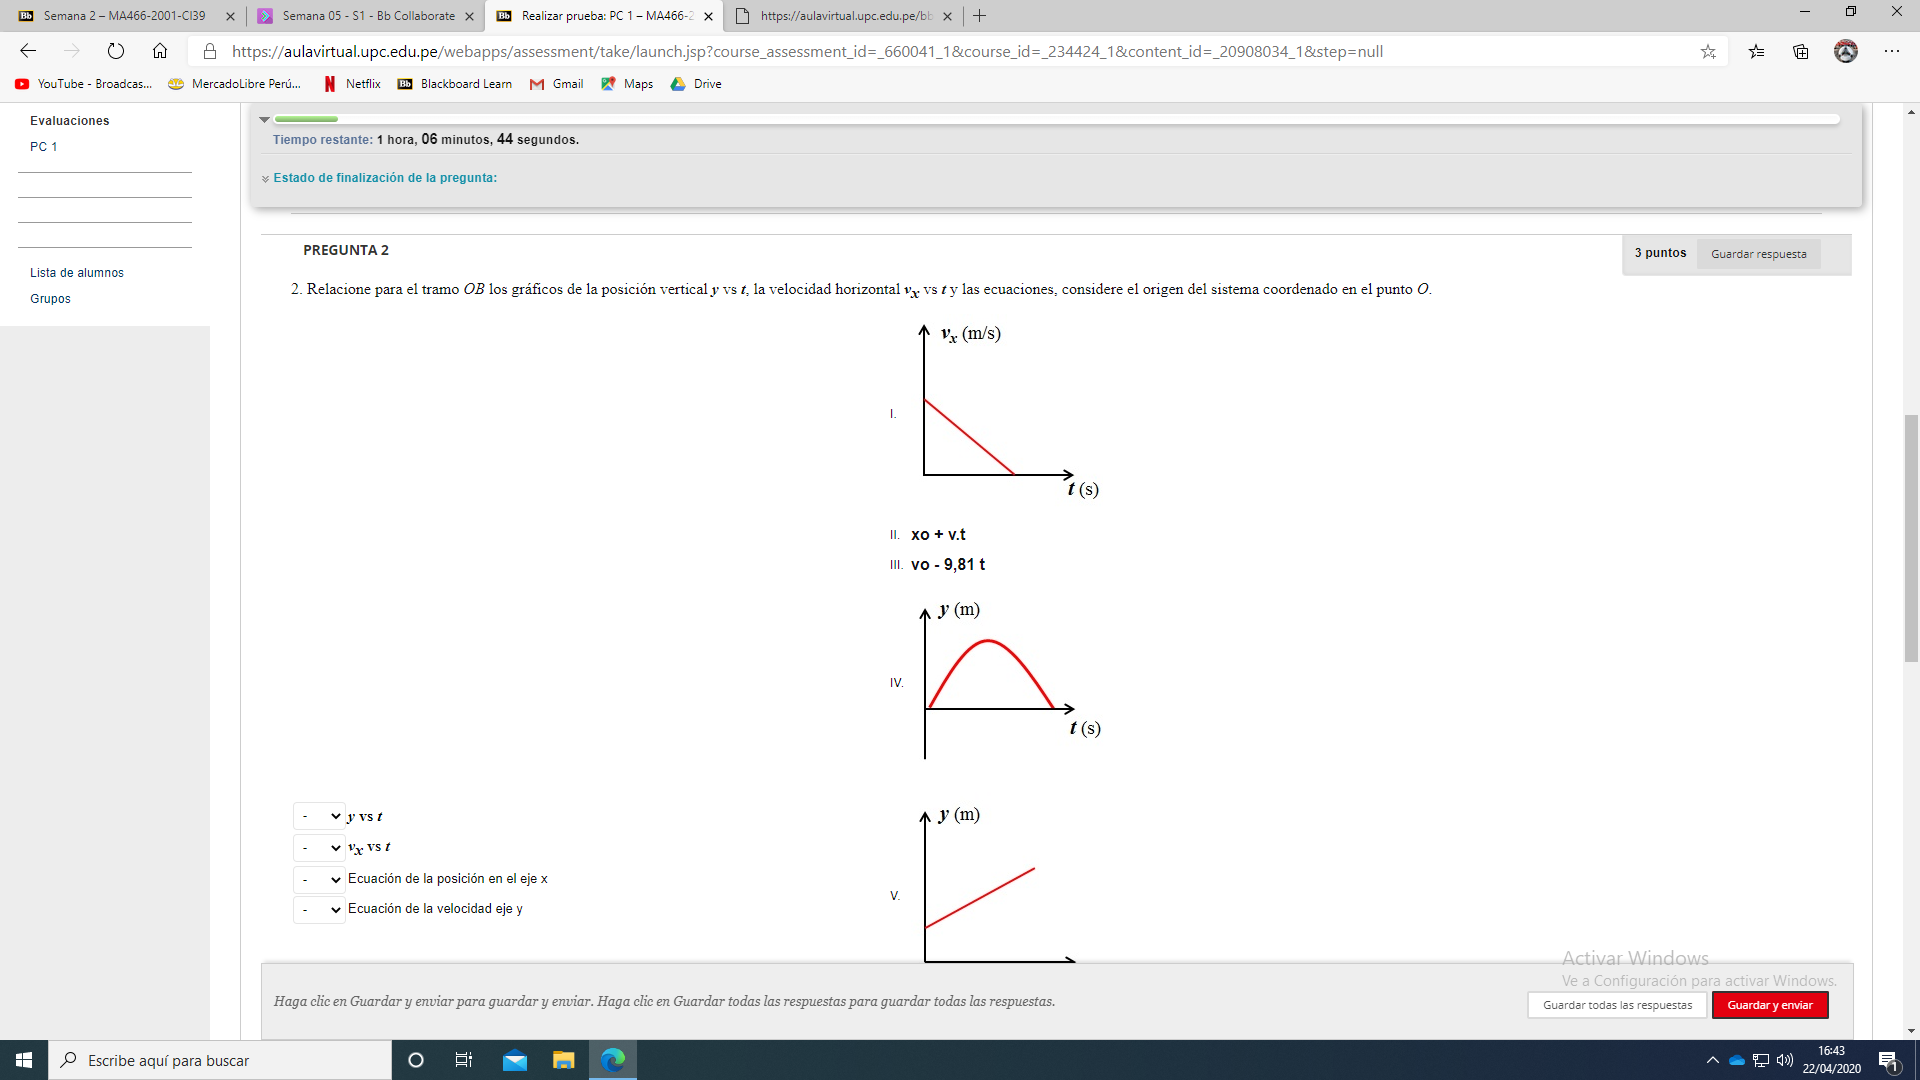 Semana 2 – MA466-2001-CI39
Semana 05 - S1 - Bb Collaborate
Realizar prueba: PC 1 – MA466-2
https://aulavirtual.upc.edu.pe/bb
https://aulavirtual.upc.edu.pe/webapps/assessment/take/launch.jsp?course_assessment_id=_660041_1&course_id=_234424_1&content_id=_20908034_1&step=null
YouTube - Broadcas...
MercadoLibre Perú...
Netflix
Blackboard Learn
Gmail
Maps
Drive
Evaluaciones
PC 1
Lista de alumnos
Grupos
Tiempo restante: 1 hora, 06 minutos, 44 segundos.
Estado de finalización de la pregunta:
PREGUNTA 2
3 puntos
Guardar respuesta
2. Relacione para el tramo OB los gráficos de la posición vertical y vs t, la velocidad horizontal vx vs t y las ecuaciones, considere el origen del sistema coordenado en el punto O.
vx (m/s)
I.
t (s)
II. xo + v.t
III. vo - 9,81 t
y (m)
IV.
t (s)
- y vs t
- vx vs t
- Ecuación de la posición en el eje x
- Ecuación de la velocidad eje y
y (m)
V.
Activar Windows
Ve a Configuración para activar Windows.
Haga clic en Guardar y enviar para guardar y enviar. Haga clic en Guardar todas las respuestas para guardar todas las respuestas.
Guardar todas las respuestas
Guardar y enviar
Escribe aquí para buscar
16:43
22/04/2020
1